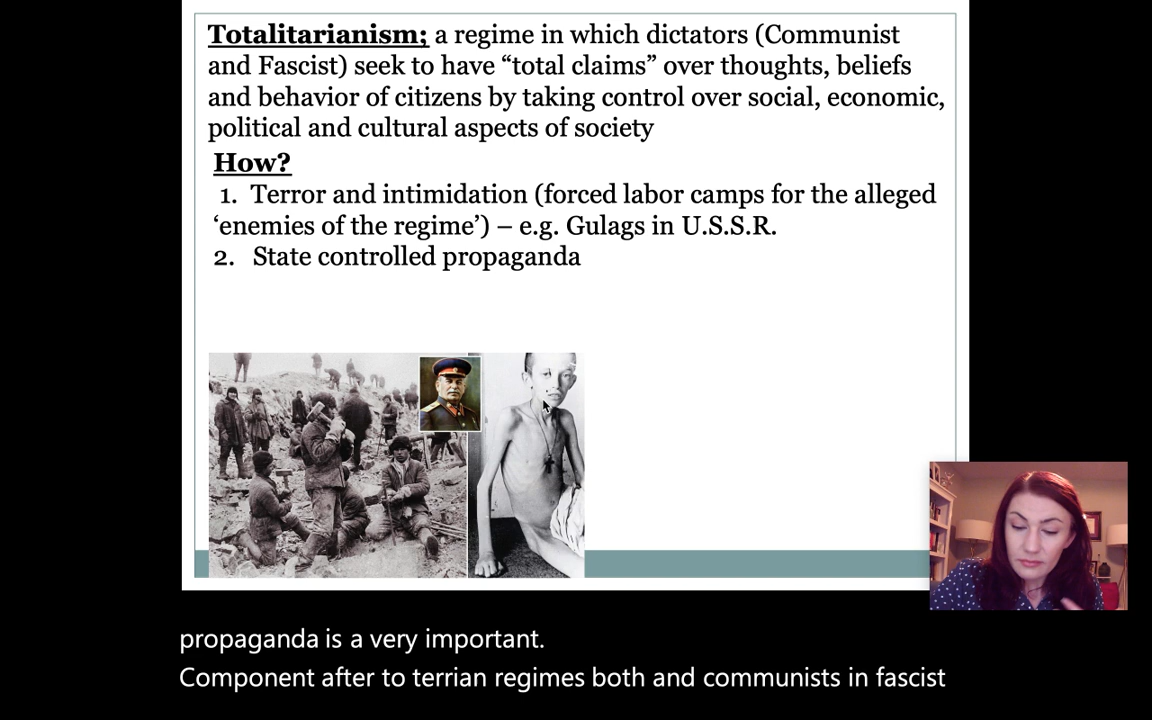 Totalitarianism; a regime in which dictators (Communist
and Fascist) seek to have “total claims” over thoughts, beliefs
and behavior of citizens by taking control over social, economic,
political and cultural aspects of society
How?
1. Terror and intimidation (forced labor camps for the alleged
‘enemies of the regime’) – e.g. Gulags in U.S.S.R.
2. State controlled propaganda
propaganda is a very important.
Component after to terrian regimes both and communists in fascist